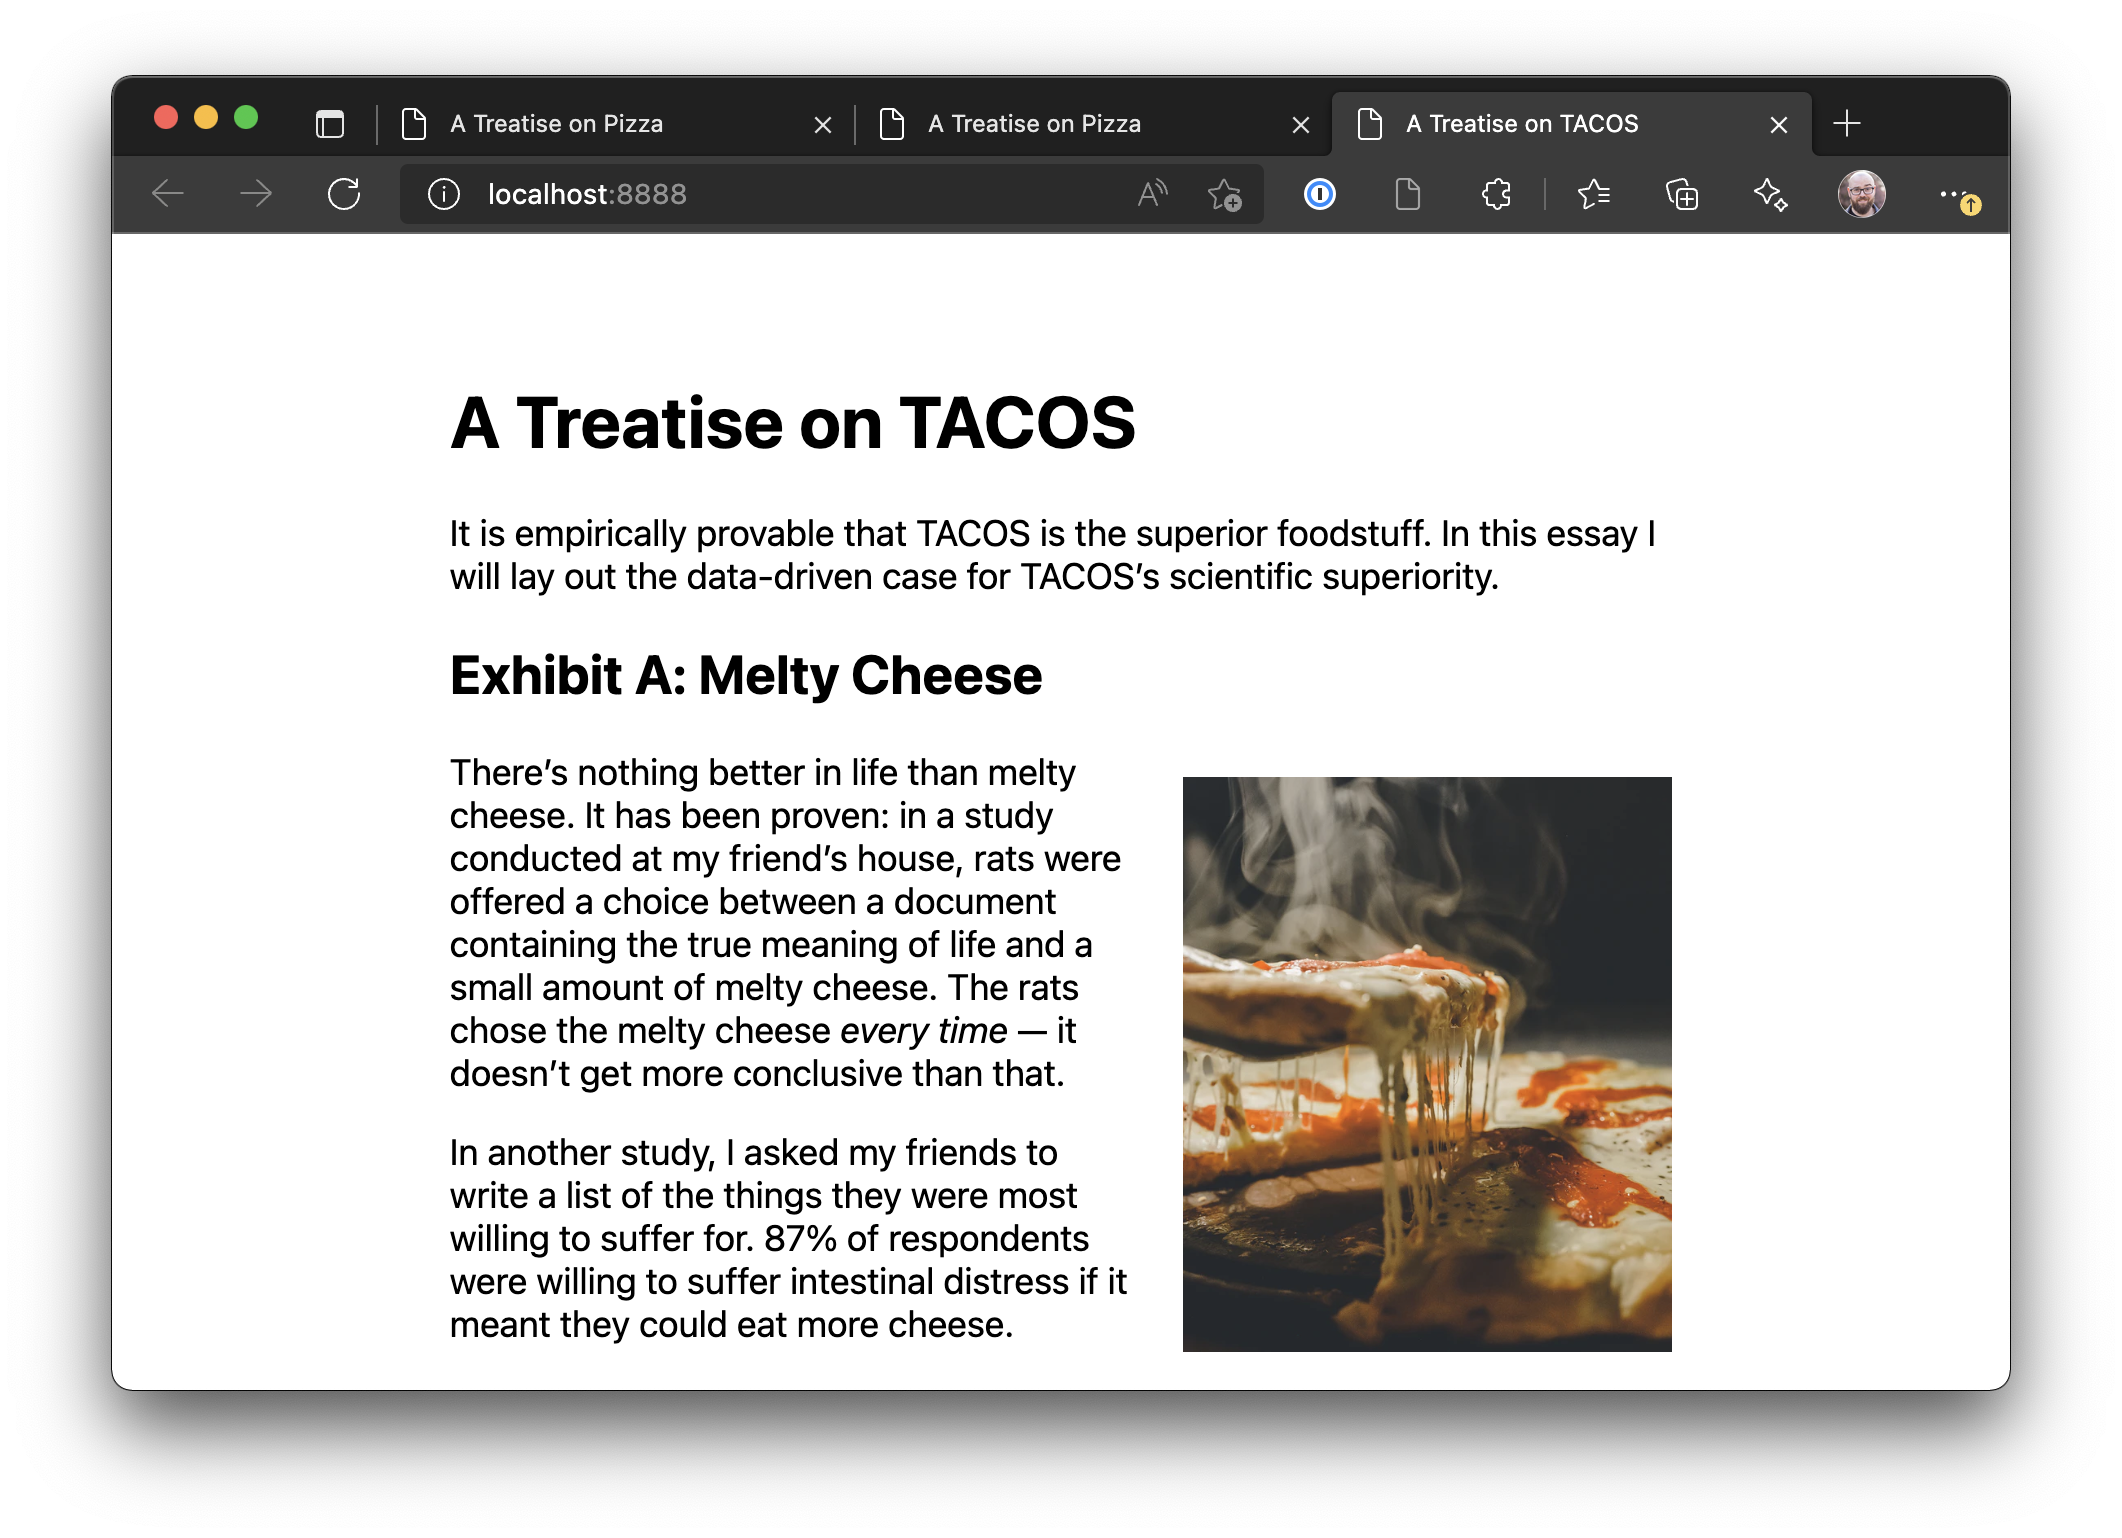 A Treatise on Pizza
A Treatise on Pizza
A Treatise on TACOS
localhost:8888
A Treatise on TACOS
It is empirically provable that TACOS is the superior foodstuff. In this essay I
will lay out the data-driven case for TACOS’s scientific superiority.
Exhibit A: Melty Cheese
There’s nothing better in life than melty
cheese. It has been proven: in a study
conducted at my friend’s house, rats were
offered a choice between a document
containing the true meaning of life and a
small amount of melty cheese. The rats
chose the melty cheese every time — it
doesn’t get more conclusive than that.
In another study, I asked my friends to
write a list of the things they were most
willing to suffer for. 87% of respondents
were willing to suffer intestinal distress if it
meant they could eat more cheese.